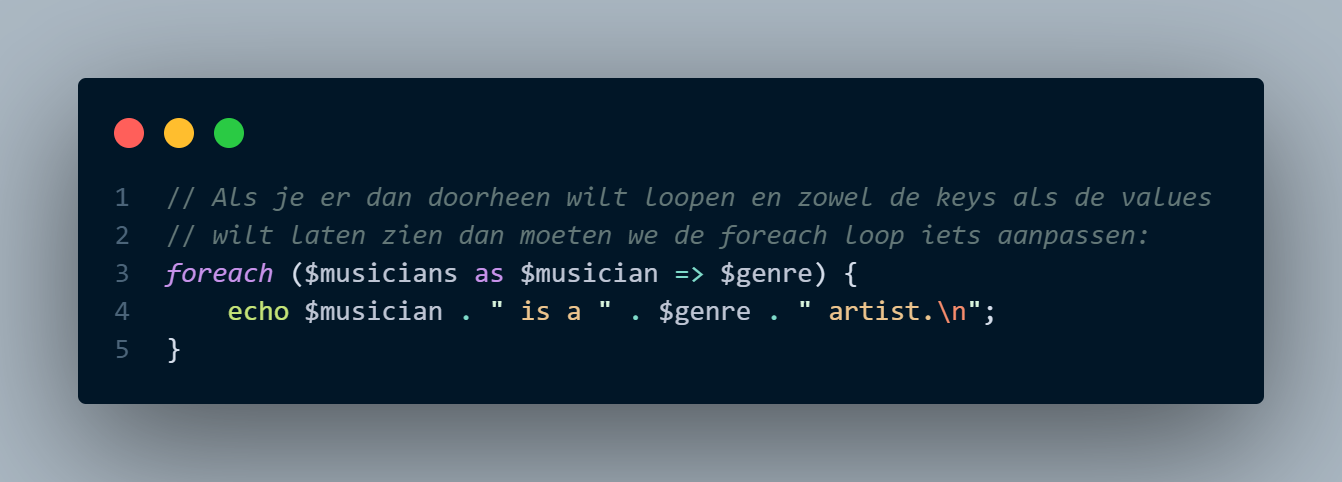 1 // Als je er dan doorheen wilt loopen en zowel de keys als de values
2 // wilt laten zien dan moeten we de foreach loop iets aanpassen:
3 foreach ($musicians as $musician => $genre) {
4     echo $musician . " is a " . $genre . " artist.\n";
5 }